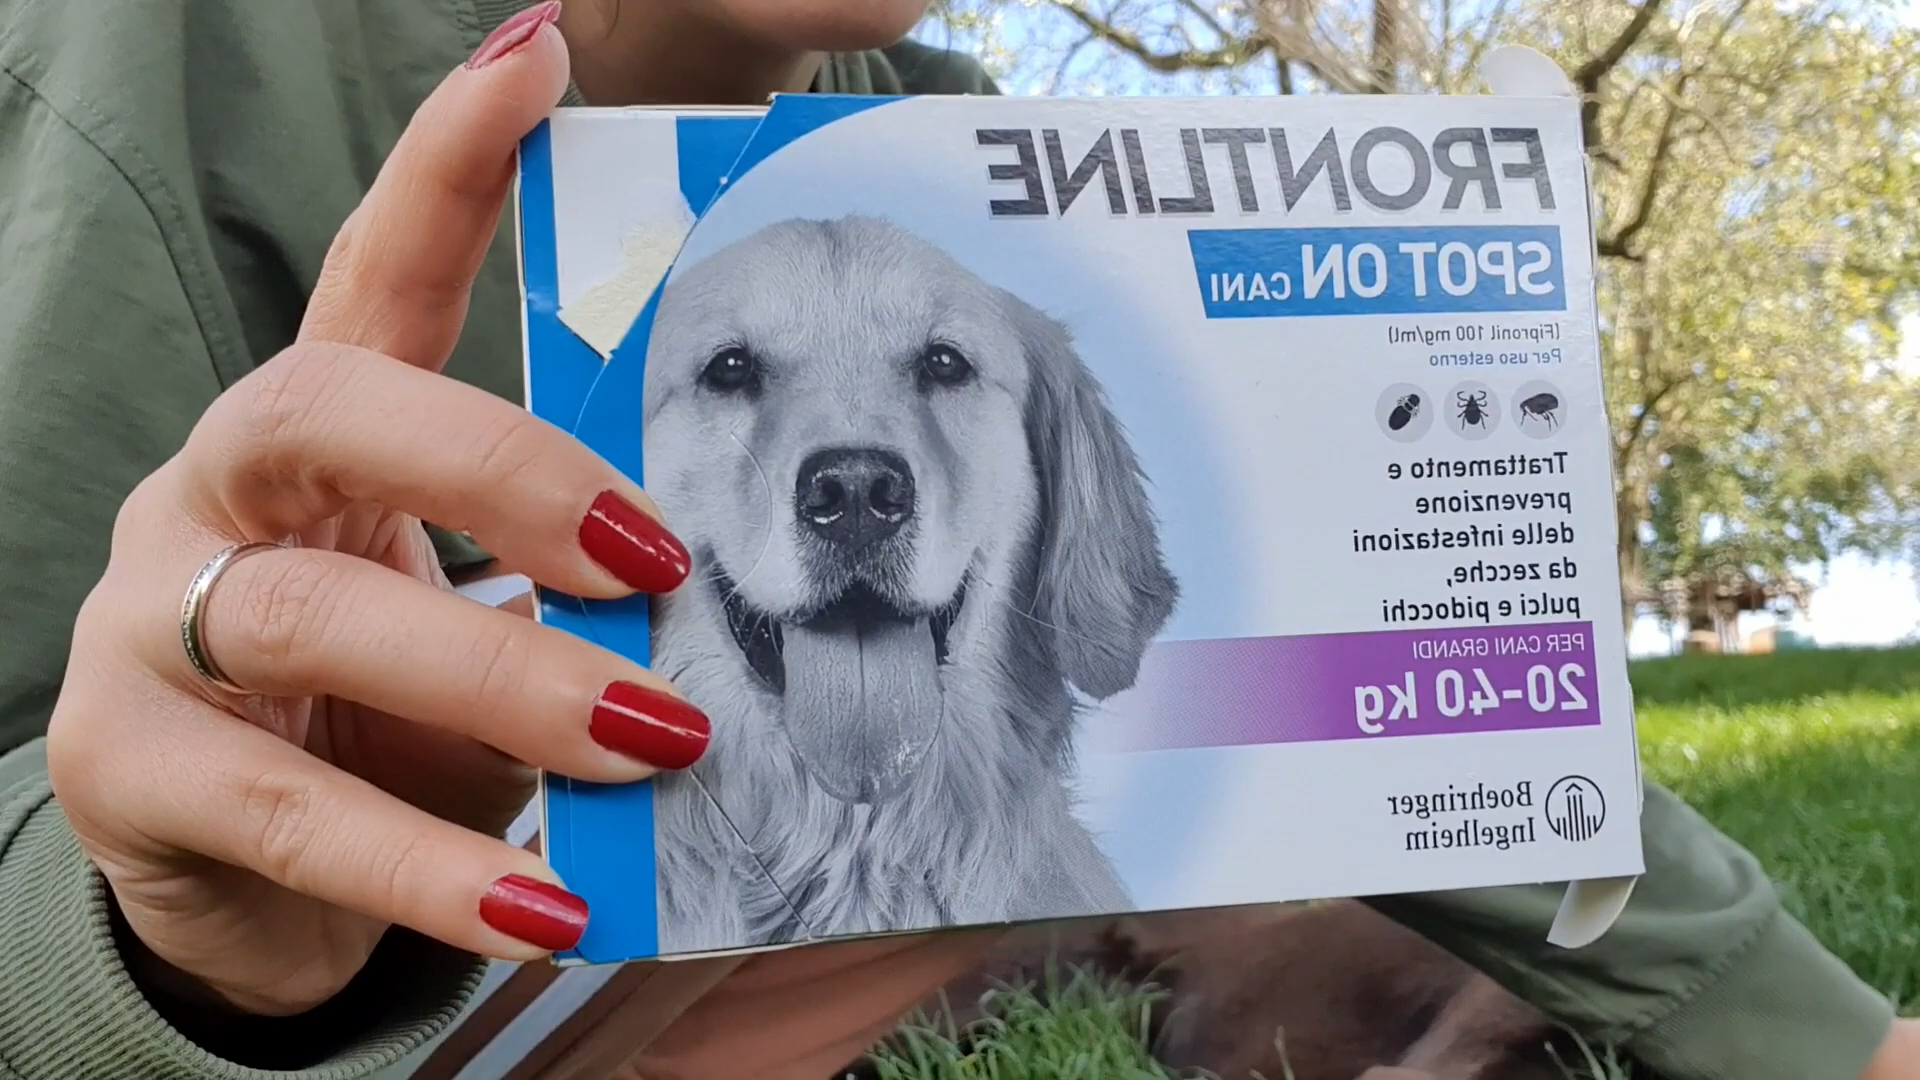 FRONTLINE
SPOT ON CANI
(Fipronil 100 mg/ml)
Per uso esterno
Trattamento e
prevenzione
delle infestazioni
da zecche,
pulci e pidocchi
PER CANI GRANDI
20-40 kg
Boehringer
Ingelheim